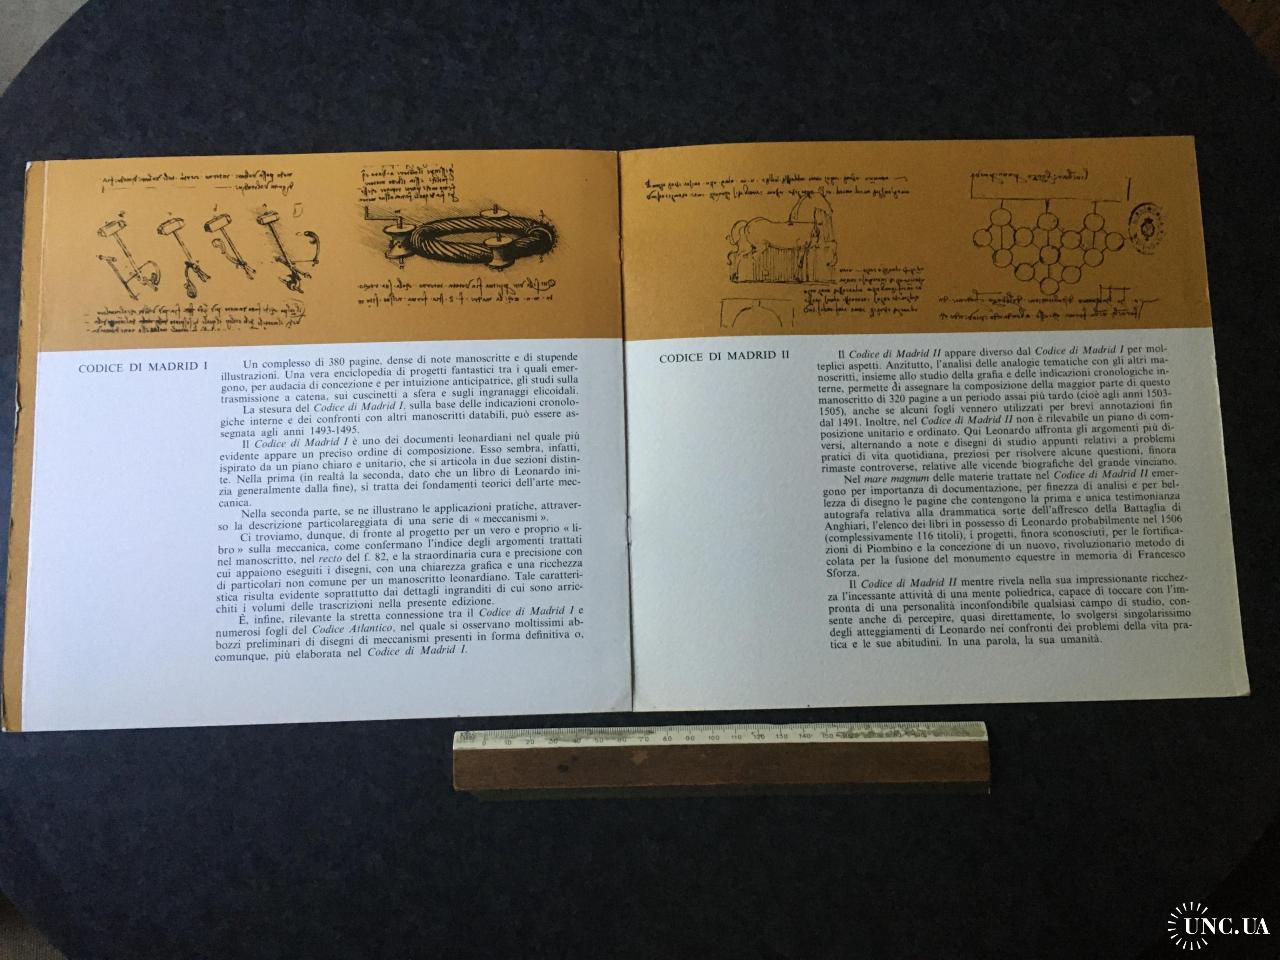 CODICE DI MADRID I
Un complesso di 380 pagine, dense di note manoscritte e di stupende
illustrazioni. Una vera enciclopedia di progetti fantastici tra i quali emer-
gono, per audacia di concezione e per intuizione anticipatrice, gli studi sulla
trasmissione a catena, sui cuscinetti a sfera e sugli ingranaggi elicoidali.
La stesura del Codice di Madrid I, sulla base delle indicazioni cronolo-
giche interne e dei confronti con altri manoscritti databili, può essere as-
segnata agli anni 1493-1495.
Il Codice di Madrid I è uno dei documenti leonardiani nel quale più
evidente appare un preciso ordine di composizione. Esso sembra, infatti,
ispirato da un piano chiaro e unitario, che si articola in due sezioni distin-
te. Nella prima (in realtà la seconda, dato che un libro di Leonardo ini-
zia generalmente dalla fine), si tratta dei fondamenti teorici dell'arte mec-
canica.
Nella seconda parte, se ne illustrano le applicazioni pratiche, attraver-
so la descrizione particolareggiata di una serie di « meccanismi ».
Ci troviamo, dunque, di fronte al progetto per un vero e proprio « li-
bro » sulla meccanica, come confermano l'indice degli argomenti trattati
nel manoscritto, nel recto del f. 82, e la straordinaria cura e precisione con
cui appaiono eseguiti i disegni, con una chiarezza grafica e una ricchezza
di particolari non comune per un manoscritto leonardiano. Tale caratteri-
stica risulta evidente soprattutto dai dettagli ingranditi di cui sono arric-
chiti i volumi delle trascrizioni nella presente edizione.
È, infine, rilevante la stretta connessione tra il Codice di Madrid I e
numerosi fogli del Codice Atlantico, nel quale si osservano moltissimi ab-
bozzi preliminari di disegni di meccanismi presenti in forma definitiva o,
comunque, più elaborata nel Codice di Madrid I.
CODICE DI MADRID II
Il Codice di Madrid II appare diverso dal Codice di Madrid I per mol-
teplici aspetti. Anzitutto, l'analisi delle analogie tematiche con gli altri ma-
noscritti, insieme allo studio della grafia e delle indicazioni cronologiche in-
terne, permette di assegnare la composizione della maggior parte di questo
manoscritto di 320 pagine a un periodo assai più tardo (cioè agli anni 1503-
1505), anche se alcuni fogli vennero utilizzati per brevi annotazioni fin
dal 1491. Inoltre, nel Codice di Madrid II non è rilevabile un piano di com-
posizione unitario e ordinato. Qui Leonardo affronta gli argomenti più di-
versi, alternando a note e disegni di studio appunti relativi a problemi
pratici di vita quotidiana, preziosi per risolvere alcune questioni, finora
rimaste controverse, relative alle vicende biografiche del grande vinciano.
Nel mare magnum delle materie trattate nel Codice di Madrid II emer-
gono per importanza di documentazione, per finezza di analisi e per bel-
lezza di disegno le pagine che contengono la prima e unica testimonianza
autografa relativa alla drammatica sorte dell'affresco della Battaglia di
Anghiari, l'elenco dei libri in possesso di Leonardo probabilmente nel 1506
(complessivamente 116 titoli), i progetti, finora sconosciuti, per le fortifica-
zioni di Piombino e la concezione di un nuovo, rivoluzionario metodo di
colata per la fusione del monumento equestre in memoria di Francesco
Sforza.
Il Codice di Madrid II mentre rivela nella sua impressionante ricchez-
za l'incessante attività di una mente poliedrica, capace di toccare con l'im-
pronta di una personalità inconfondibile qualsiasi campo di studio, con-
sente anche di percepire, quasi direttamente, lo svolgersi singolarissimo
degli atteggiamenti di Leonardo nei confronti dei problemi della vita pra-
tica e le sue abitudini. In una parola, la sua umanità.
0 10 20 30 40 50 60 70 80 90 100 110 120 130 140 150
UNC.UA